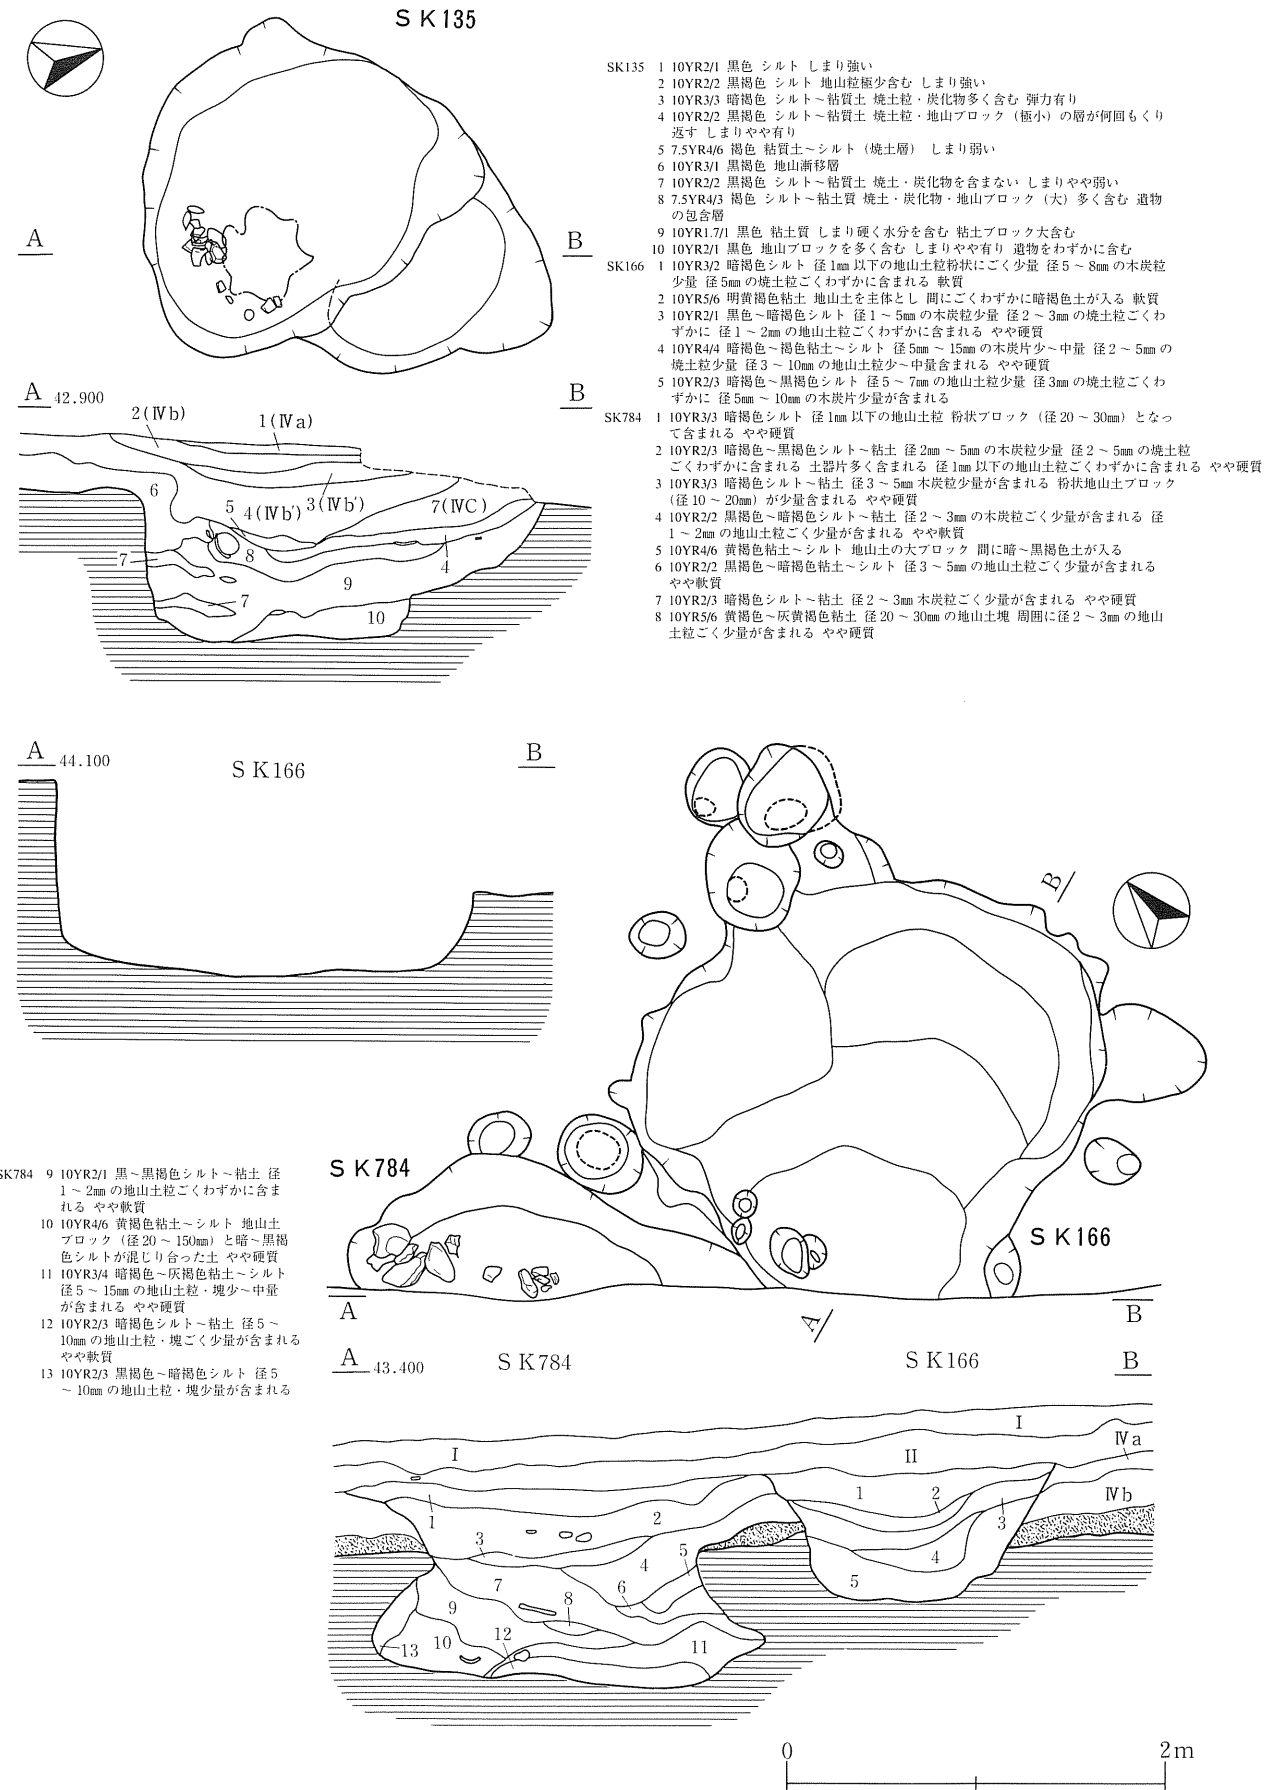 SK135
A
B
SK135 1 10YR2/1 黒色 シルト しまり強い
2 10YR2/2 黒褐色 シルト 地山粒極少含む しまり強い
3 10YR3/3 暗褐色 シルト～粘質土 焼土粒・炭化物多く含む 弾力有り
4 10YR2/2 黒褐色 シルト～粘質土 焼土粒・地山ブロック（極小）の層が何回もくり
返す しまりやや有り
5 7.5YR4/6 褐色 粘質土～シルト（焼土層） しまり弱い
6 10YR3/1 黒褐色 地山漸移層
7 10YR2/2 黒褐色 シルト～粘質土 焼土・炭化物を含まない しまりやや弱い
8 7.5YR4/3 褐色 シルト～粘土質 焼土・炭化物・地山ブロック（大）多く含む 遺物
の包含層
9 10YR1.7/1 黒色 粘土質 しまり硬く水分を含む 粘土ブロック大含む
10 10YR2/1 黒色 地山ブロックを多く含む しまりやや有り 遺物をわずかに含む
SK166 1 10YR3/2 暗褐色シルト 径1㎜以下の地山土粒粉状にごく少量 径5～8㎜の木炭粒
少量 径5㎜の焼土粒ごくわずかに含まれる 軟質
2 10YR5/6 明黄褐色粘土 地山土を主体とし 間にごくわずかに暗褐色土が入る 軟質
3 10YR2/1 黒色～暗褐色シルト 径1～5㎜の木炭粒少量 径2～3㎜の焼土粒ごくわ
ずかに 径1～2㎜の地山土粒ごくわずかに含まれる やや硬質
4 10YR4/4 暗褐色～褐色粘土～シルト 径5㎜～15㎜の木炭片少～中量 径2～5㎜の
焼土粒少量 径3～10㎜の地山土粒少～中量含まれる やや硬質
5 10YR2/3 暗褐色～黒褐色シルト 径5～7㎜の地山土粒少量 径3㎜の焼土粒ごくわ
ずかに 径5㎜～10㎜の木炭片少量が含まれる
SK784 1 10YR3/3 暗褐色シルト 径1㎜以下の地山土粒 粉状ブロック（径20～30㎜）となっ
て含まれる やや硬質
2 10YR2/3 暗褐色～黒褐色シルト～粘土 径2㎜～5㎜の木炭粒少量 径2～5㎜の焼土粒
ごくわずかに含まれる 土器片多く含まれる 径1㎜以下の地山土粒ごくわずかに含まれる やや硬質
3 10YR3/3 暗褐色シルト～粘土 径3～5㎜木炭粒少量が含まれる 粉状地山土ブロック
（径10～20㎜）が少量含まれる やや硬質
4 10YR2/2 黒褐色～暗褐色シルト～粘土 径2～3㎜の木炭粒ごく少量が含まれる 径
1～2㎜の地山土粒ごく少量が含まれる やや軟質
5 10YR4/6 黄褐色粘土～シルト 地山土の大ブロック 間に暗～黒褐色土が入る
6 10YR2/2 黒褐色～暗褐色粘土～シルト 径3～5㎜の地山土粒ごく少量が含まれる
やや軟質
7 10YR2/3 暗褐色シルト～粘土 径2～3㎜木炭粒ごく少量が含まれる やや硬質
8 10YR5/6 黄褐色～灰黄褐色粘土 径20～30㎜の地山土塊 周囲に径2～3㎜の地山
土粒ごく少量が含まれる やや硬質
A 42.900
B
2(Ⅳb)
1(Ⅳa)
6
5
4(Ⅳb′)
3(Ⅳb′)
7(ⅣC)
7
8
4
9
7
10
A 44.100
SK166
B
B
SK784 9 10YR2/1 黒～黒褐色シルト～粘土 径
1～2㎜の地山土粒ごくわずかに含ま
れる やや軟質
10 10YR4/6 黄褐色粘土～シルト 地山土
ブロック（径20～150㎜）と暗～黒褐
色シルトが混じり合った土 やや硬質
11 10YR3/4 暗褐色～灰褐色粘土～シルト
径5～15㎜の地山土粒・塊少～中量
が含まれる やや硬質
12 10YR2/3 暗褐色シルト～粘土 径5～
10㎜の地山土粒・塊ごく少量が含まれる
やや軟質
13 10YR2/3 黒褐色～暗褐色シルト 径5
～10㎜の地山土粒・塊少量が含まれる
SK784
SK166
A
A
B
A 43.400
SK784
SK166
B
I
I
Ⅳa
II
Ⅳb
1
2
1
2
3
3
4
5
4
5
7
6
8
9
12
10
11
13
0
2m